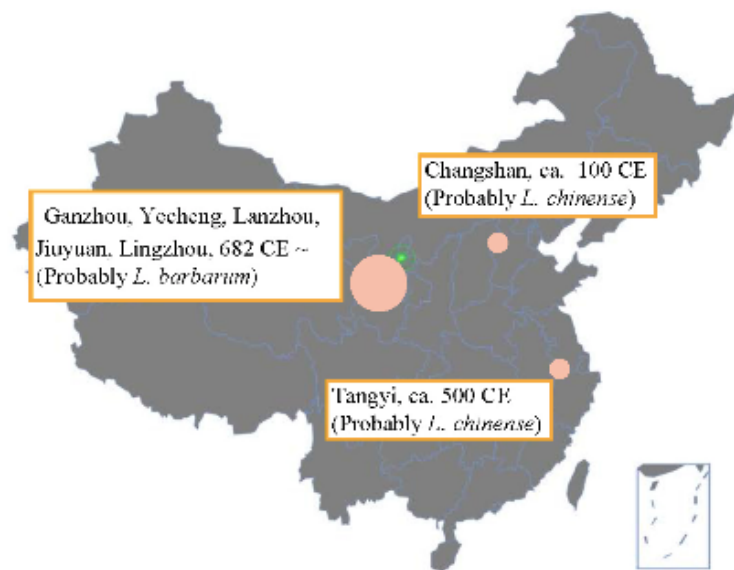 Changshan, ca. 100 CE
(Probably L. chinense)
Ganzhou, Yecheng, Lanzhou,
Jiuyuan, Lingzhou, 682 CE ~
(Probably L. barbarum)
Tangyi, ca. 500 CE
(Probably L. chinense)